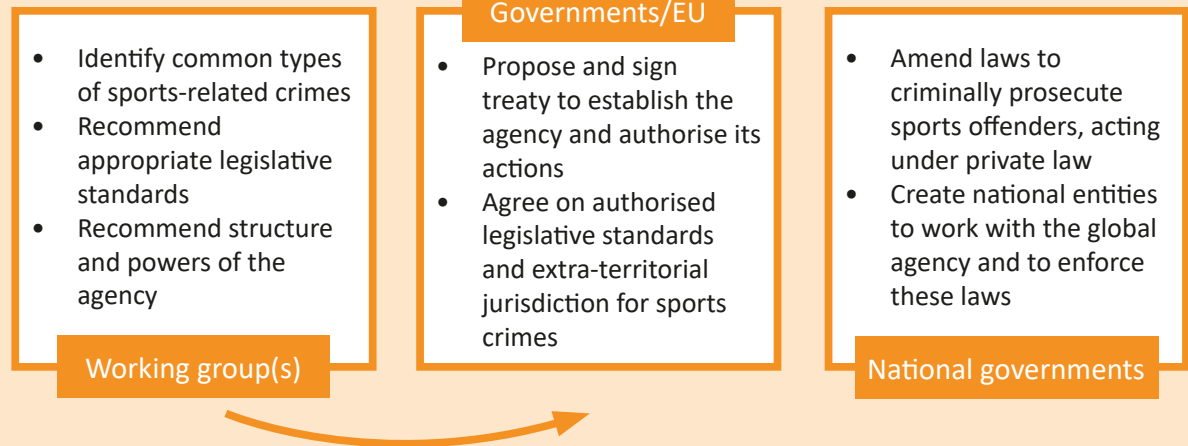 • Identify common types
of sports-related crimes
• Recommend
appropriate legislative
standards
• Recommend structure
and powers of the
agency
Working group(s)
Governments/EU
• Propose and sign
treaty to establish the
agency and authorise its
actions
• Agree on authorised
legislative standards
and extra-territorial
jurisdiction for sports
crimes
• Amend laws to
criminally prosecute
sports offenders, acting
under private law
• Create national entities
to work with the global
agency and to enforce
these laws
National governments